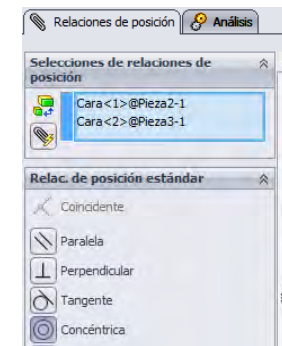 Relaciones de posición Análisis
Selecciones de relaciones de
posición
Cara<1>@Pieza2-1
Cara<2>@Pieza3-1
Relac. de posición estándar
Coincidente
Paralela
Perpendicular
Tangente
Concéntrica